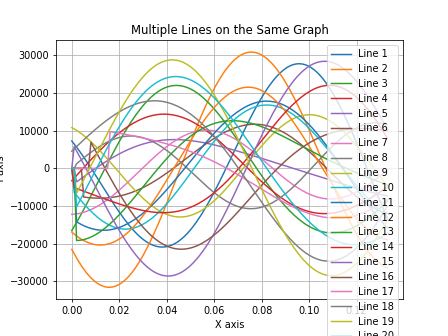 Multiple Lines on the Same Graph
30000
20000
10000
0
−10000
−20000
−30000
0.00
0.02
0.04
0.06
0.08
0.10
X axis
axis
Line 1
Line 2
Line 3
Line 4
Line 5
Line 6
Line 7
Line 8
Line 9
Line 10
Line 11
Line 12
Line 13
Line 14
Line 15
Line 16
Line 17
Line 18
Line 19
Line 20